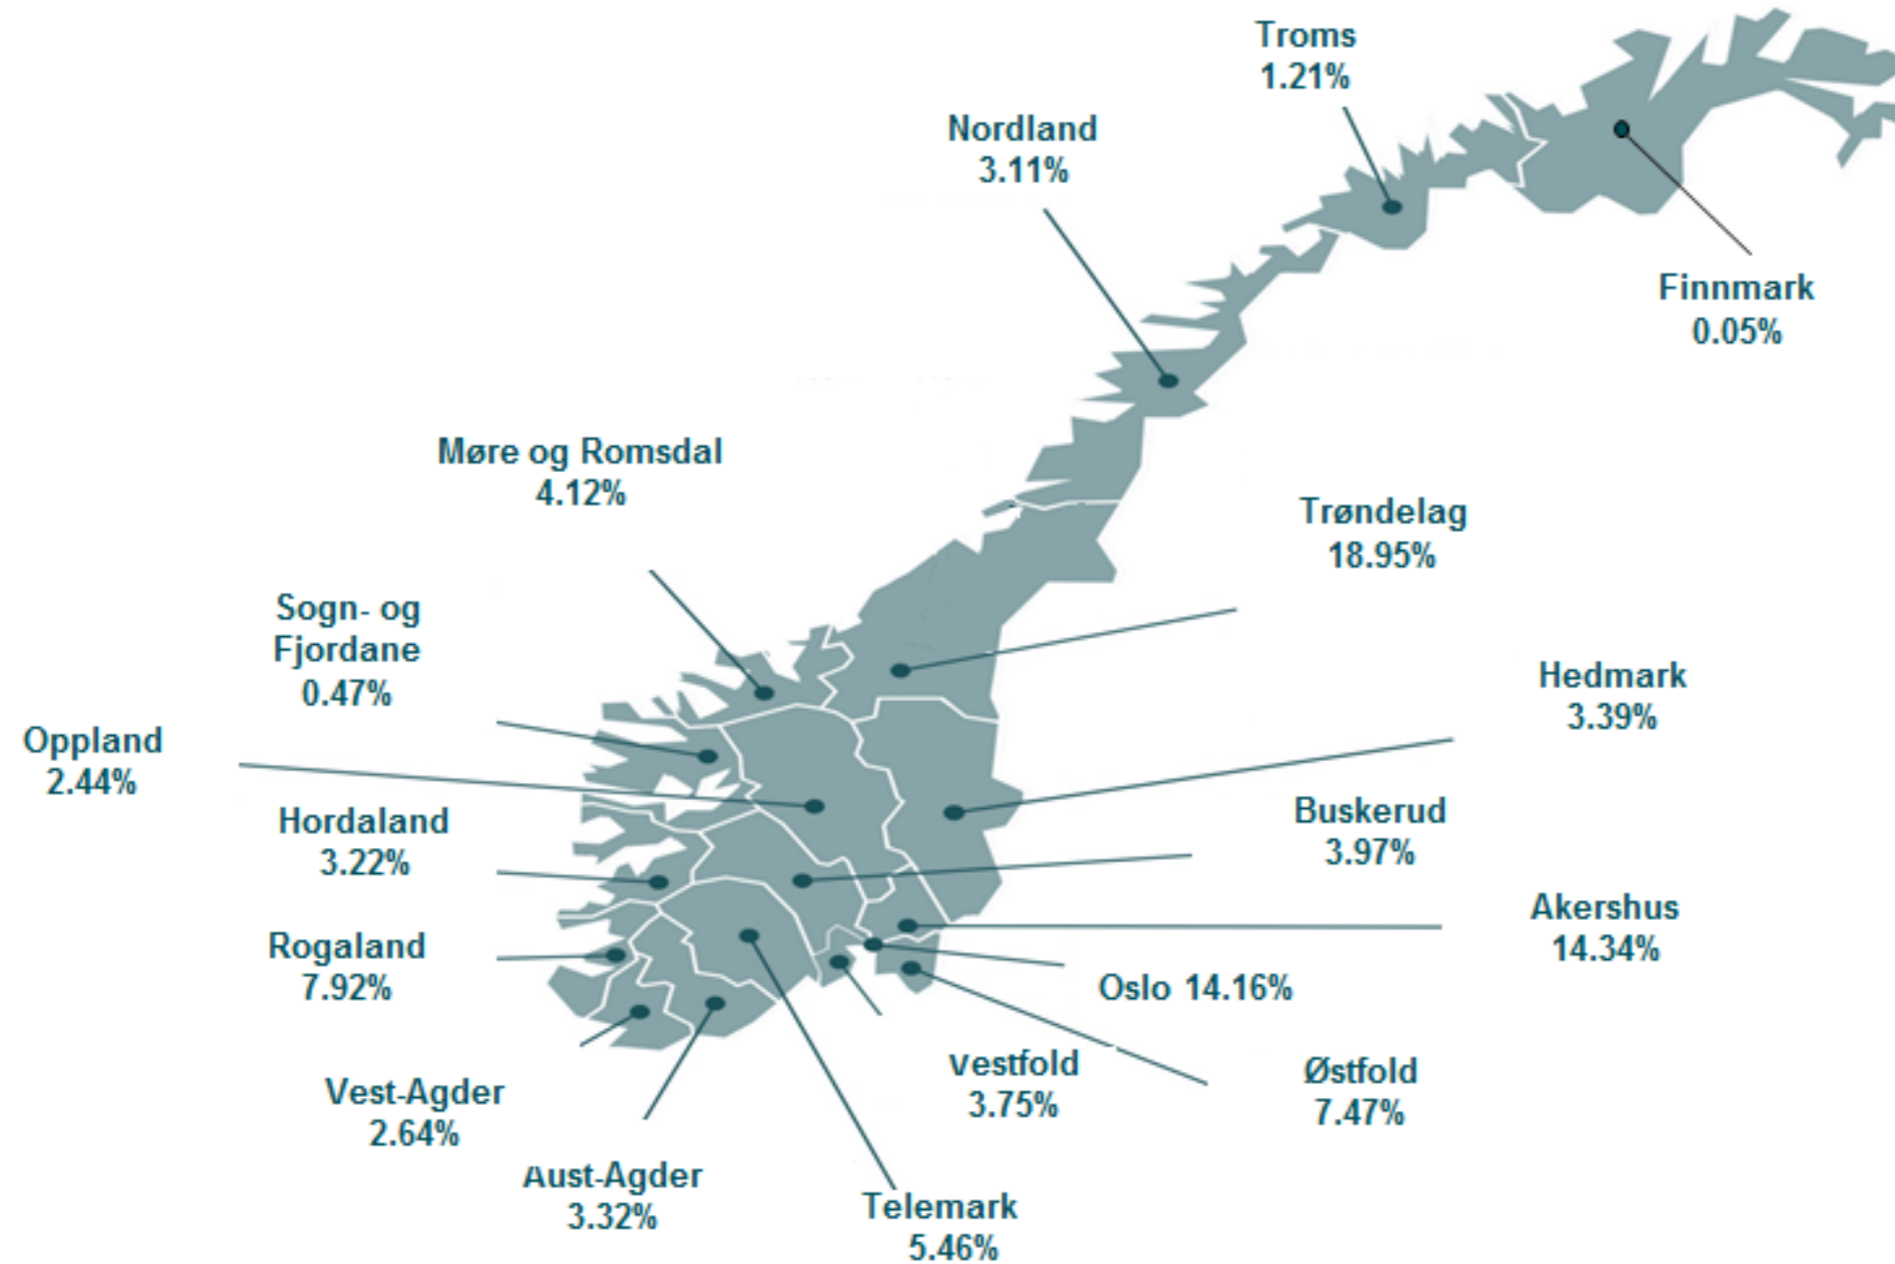 Troms
1.21%
Nordland
3.11%
Finnmark
0.05%
Møre og Romsdal
4.12%
Trøndelag
18.95%
Sogn- og
Fjordane
0.47%
Hedmark
3.39%
Oppland
2.44%
Hordaland
3.22%
Buskerud
3.97%
Akershus
14.34%
Rogaland
7.92%
Oslo 14.16%
Vestfold
3.75%
Østfold
7.47%
Vest-Agder
2.64%
Aust-Agder
3.32%
Telemark
5.46%